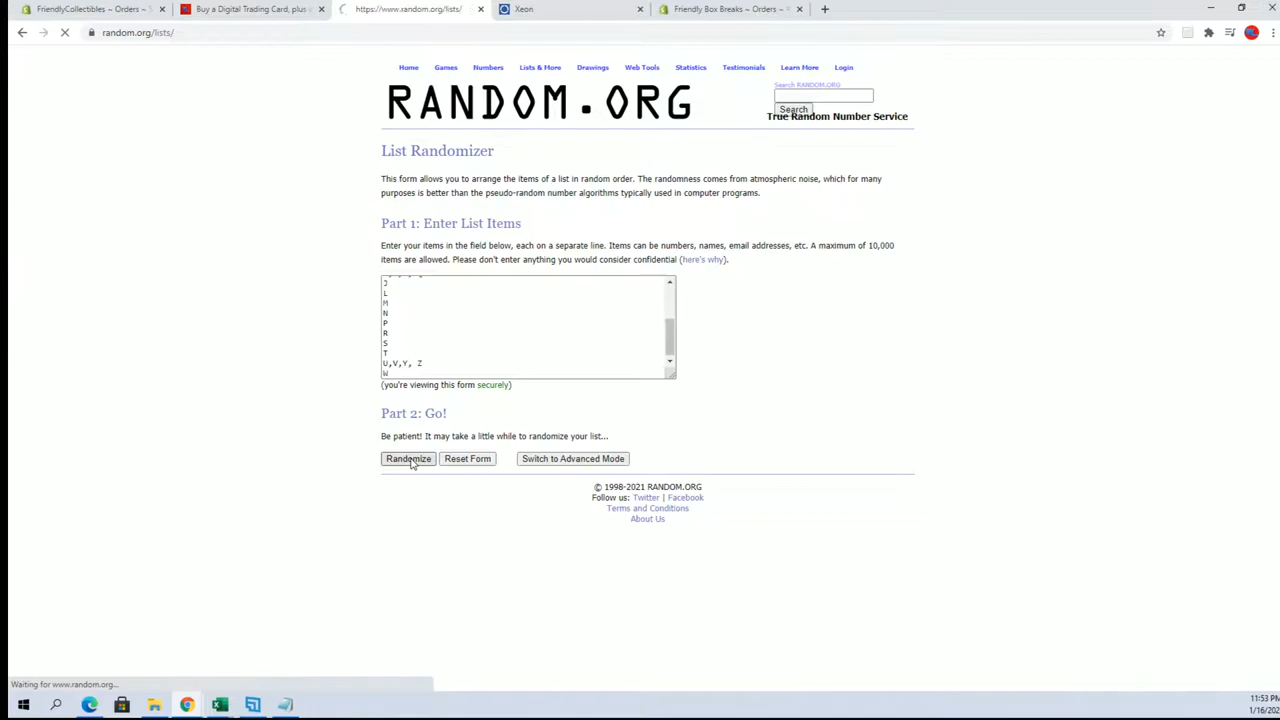 FriendlyCollectibles ~ Orders ~ S
Buy a Digital Trading Card, plus
https://www.random.org/lists/
Xeon
Friendly Box Breaks ~ Orders ~
random.org/lists/
Home Games Numbers Lists & More Drawings Web Tools Statistics Testimonials Learn More Login
Search RANDOM.ORG
RANDOM.ORG
Search
True Random Number Service
List Randomizer
This form allows you to arrange the items of a list in random order. The randomness comes from atmospheric noise, which for many
purposes is better than the pseudo-random number algorithms typically used in computer programs.
Part 1: Enter List Items
Enter your items in the field below, each on a separate line. Items can be numbers, names, email addresses, etc. A maximum of 10,000
items are allowed. Please don't enter anything you would consider confidential (here's why).
J
L
M
N
P
R
S
T
U,V,Y, Z
W
(you're viewing this form securely)
Part 2: Go!
Be patient! It may take a little while to randomize your list...
Randomize Reset Form Switch to Advanced Mode
© 1998-2021 RANDOM.ORG
Follow us: Twitter | Facebook
Terms and Conditions
About Us
Waiting for www.random.org...
11:53 PM
1/16/202